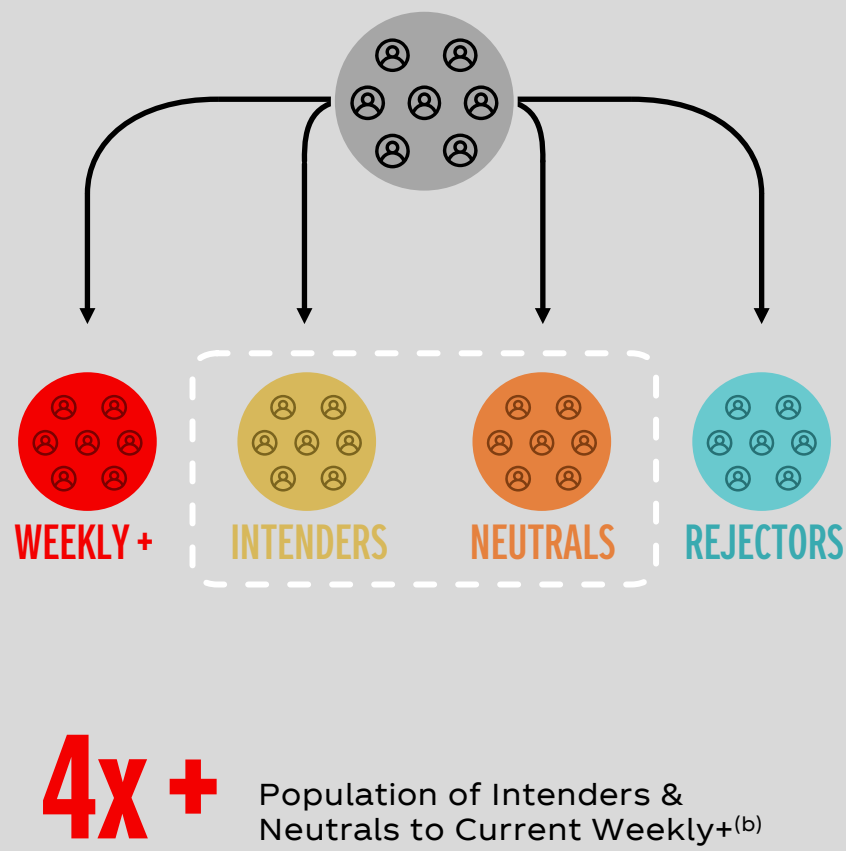 WEEKLY +
INTENDERS
NEUTRALS
REJECTORS
4x +
Population of Intenders &
Neutrals to Current Weekly+(b)